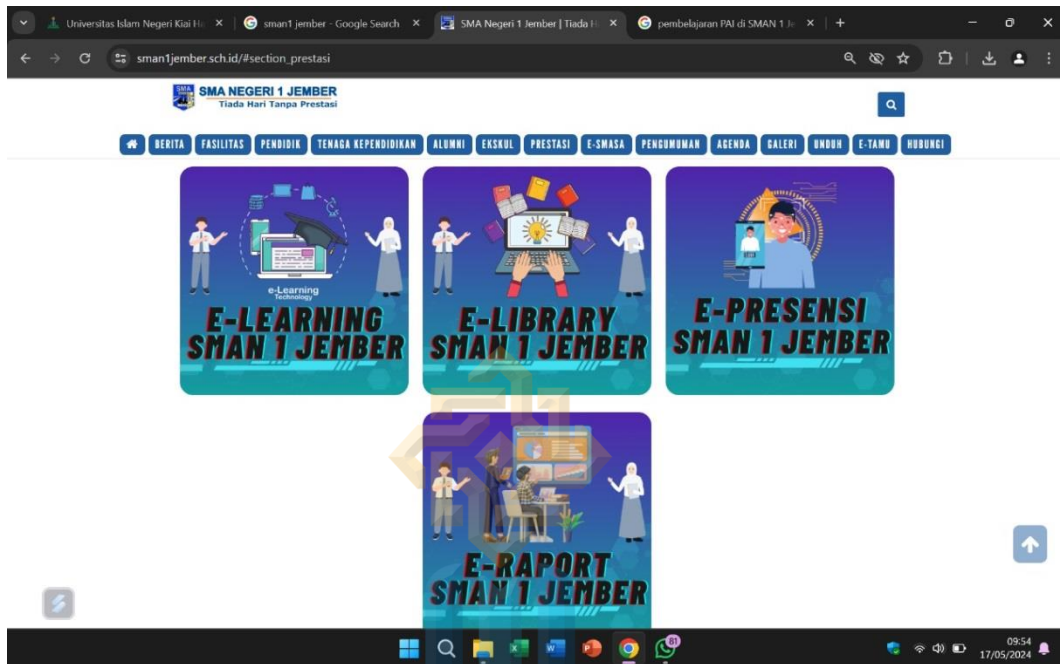 Universitas Islam Negeri Kiai Ha
sman1 jember - Google Search
SMA Negeri 1 Jember | Tiada H
pembelajaran PAI di SMAN 1 Je
sman1jember.sch.id/#section_prestasi
SMA
SMA NEGERI 1 JEMBER
Tiada Hari Tanpa Prestasi
BERITA FASILITAS PENDIDIK TENAGA KEPENDIDIKAN ALUMNI EKSKUL PRESTASI E-SMASA PENGUMUMAN AGENDA GALERI UNDUH E-TAMU HUBUNGI
e-Learning
Technology
E-LEARNING
SMAN 1 JEMBER
E-LIBRARY
SMAN 1 JEMBER
E-PRESENSI
SMAN 1 JEMBER
E-RAPORT
SMAN 1 JEMBER
81
09:54
17/05/2024